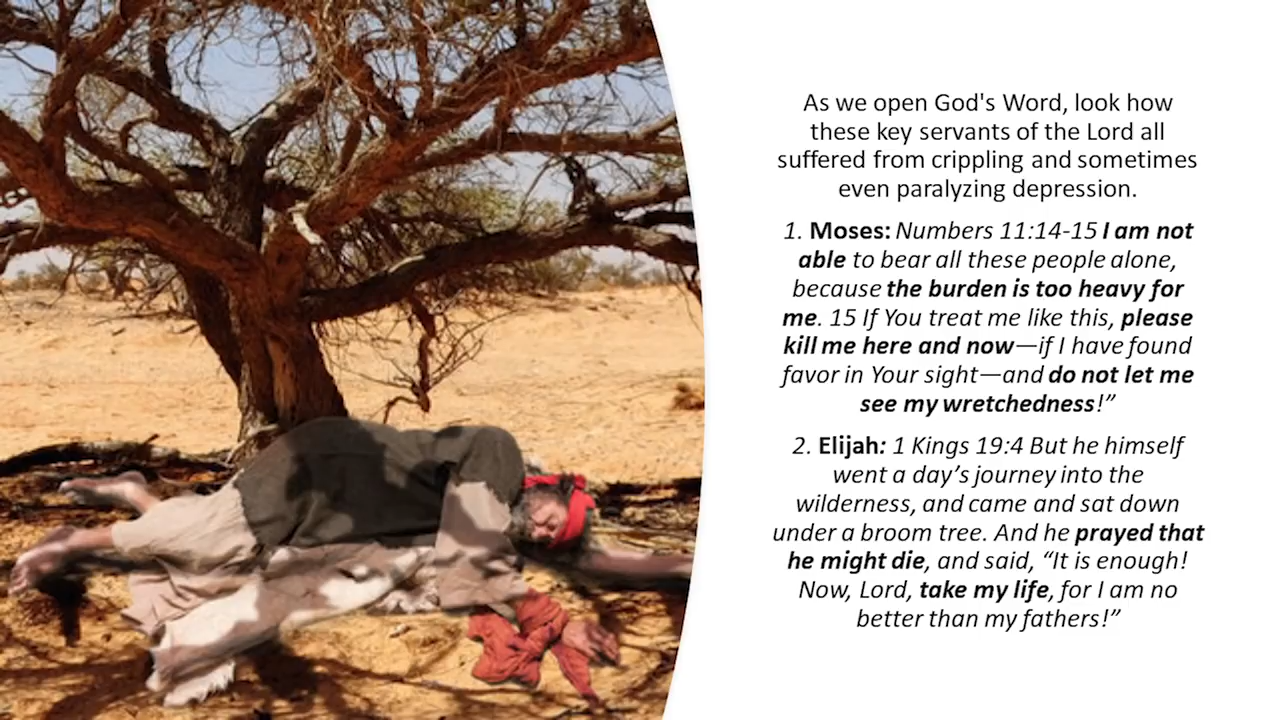 As we open God's Word, look how
these key servants of the Lord all
suffered from crippling and sometimes
even paralyzing depression.
1. Moses: Numbers 11:14-15 I am not
able to bear all these people alone,
because the burden is too heavy for
me. 15 If You treat me like this, please
kill me here and now—if I have found
favor in Your sight—and do not let me
see my wretchedness!”
2. Elijah: 1 Kings 19:4 But he himself
went a day’s journey into the
wilderness, and came and sat down
under a broom tree. And he prayed that
he might die, and said, “It is enough!
Now, Lord, take my life, for I am no
better than my fathers!”